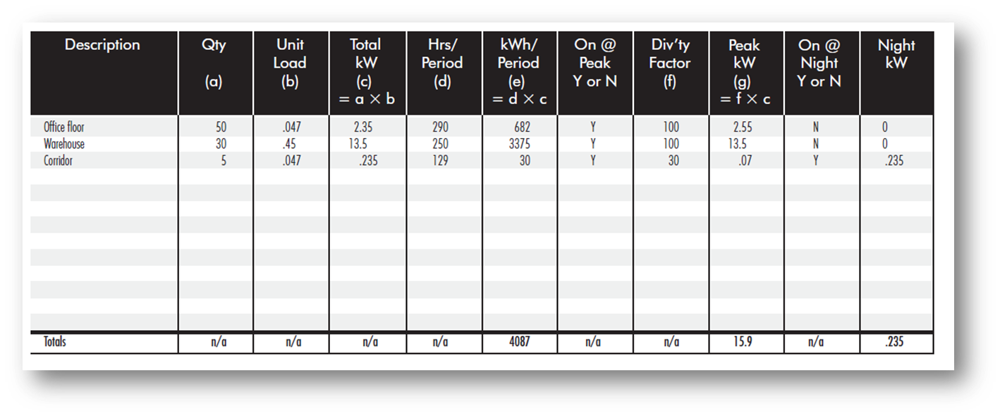 Description Qty Unit Total Hrs/ kWh/ On @ Div’ty Peak On @ Night
Load kW Period Period Peak Factor kW Night kW
(a) (b) (c) (d) (e) Y or N (f) (g) Y or N
= a × b = d × c = f × c
Office floor 50 .047 2.35 290 682 Y 100 2.55 N 0
Warehouse 30 .45 13.5 250 3375 Y 100 13.5 N 0
Corridor 5 .047 .235 129 30 Y 30 .07 Y .235
Totals n/a n/a n/a n/a 4087 n/a n/a 15.9 n/a .235